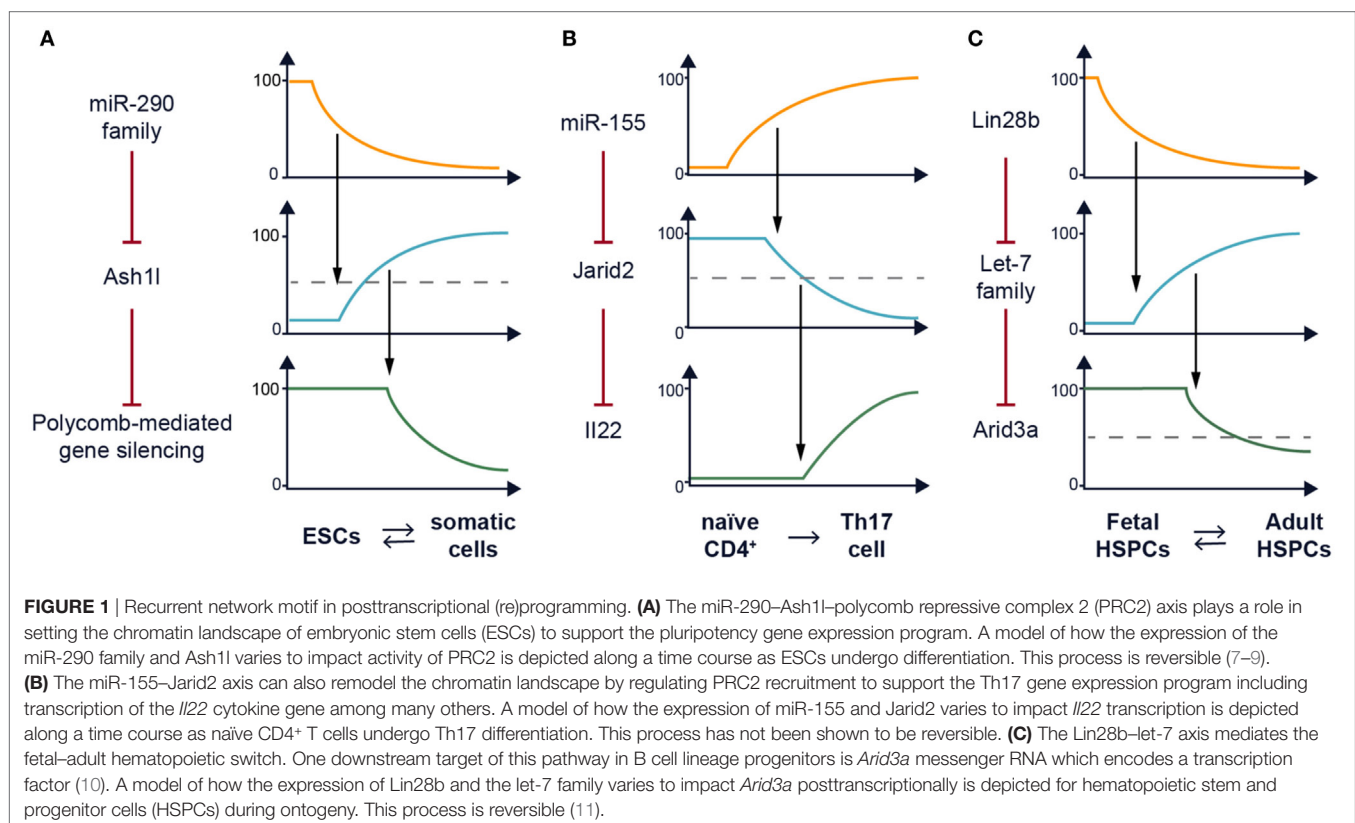 A
miR-290
family
Ash1l
Polycomb-mediated
gene silencing
100
0
100
0
100
0
ESCs ⇄ somatic
cells
B
miR-155
Jarid2
Il22
100
0
100
0
100
0
naïve
CD4⁺ → Th17
cell
C
Lin28b
Let-7
family
Arid3a
100
0
100
0
100
0
Fetal
HSPCs ⇄ Adult
HSPCs
FIGURE 1 | Recurrent network motif in posttranscriptional (re)programming. (A) The miR-290–Ash1l–polycomb repressive complex 2 (PRC2) axis plays a role in
setting the chromatin landscape of embryonic stem cells (ESCs) to support the pluripotency gene expression program. A model of how the expression of the
miR-290 family and Ash1l varies to impact activity of PRC2 is depicted along a time course as ESCs undergo differentiation. This process is reversible (7–9).
(B) The miR-155–Jarid2 axis can also remodel the chromatin landscape by regulating PRC2 recruitment to support the Th17 gene expression program including
transcription of the Il22 cytokine gene among many others. A model of how the expression of miR-155 and Jarid2 varies to impact Il22 transcription is depicted
along a time course as naïve CD4⁺ T cells undergo Th17 differentiation. This process has not been shown to be reversible. (C) The Lin28b–let-7 axis mediates the
fetal–adult hematopoietic switch. One downstream target of this pathway in B cell lineage progenitors is Arid3a messenger RNA which encodes a transcription
factor (10). A model of how the expression of Lin28b and the let-7 family varies to impact Arid3a posttranscriptionally is depicted for hematopoietic stem and
progenitor cells (HSPCs) during ontogeny. This process is reversible (11).